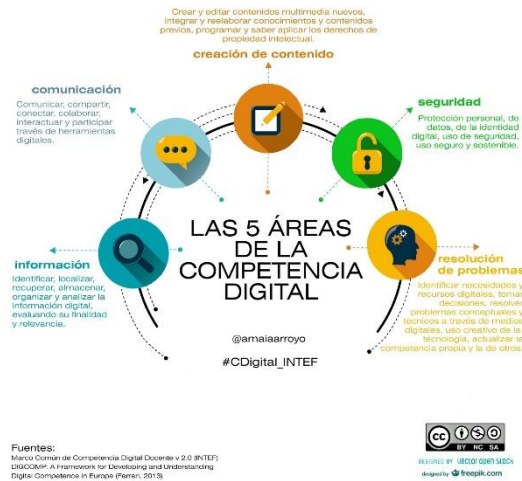 Crear y editar contenidos multimedia nuevos,
integrar y reelaborar conocimientos y contenidos
previos, programar y saber aplicar los derechos de
propiedad intelectual.
creación de contenido
comunicación
Comunicar, compartir,
conectar, colaborar,
interactuar y participar
través de herramientas
digitales.
seguridad
Protección personal, de
datos, de la identidad
digital, uso de seguridad,
uso seguro y sostenible.
LAS 5 ÁREAS
DE LA
COMPETENCIA
DIGITAL
información
Identificar, localizar,
recuperar, almacenar,
organizar y analizar la
información digital,
evaluando su finalidad
y relevancia.
resolución
de problemas
Identificar necesidades y
recursos digitales, tomar
decisiones, resolver
problemas conceptuales y
técnicos a través de medios
digitales, uso creativo de la
tecnología, actualizar la
competencia propia y la de otros.
@amaiaarroyo
#CDigital_INTEF
Fuentes:
Marco Común de Competencia Digital Docente v 2.0 (INTEF)
DIGCOMP: A Framework for Developing and Understanding
Digital Competence in Europe (Ferrari, 2013)
cc
BY NC SA
DESIGNED BY VECTOR OPEN STOCK
designed by freepik.com